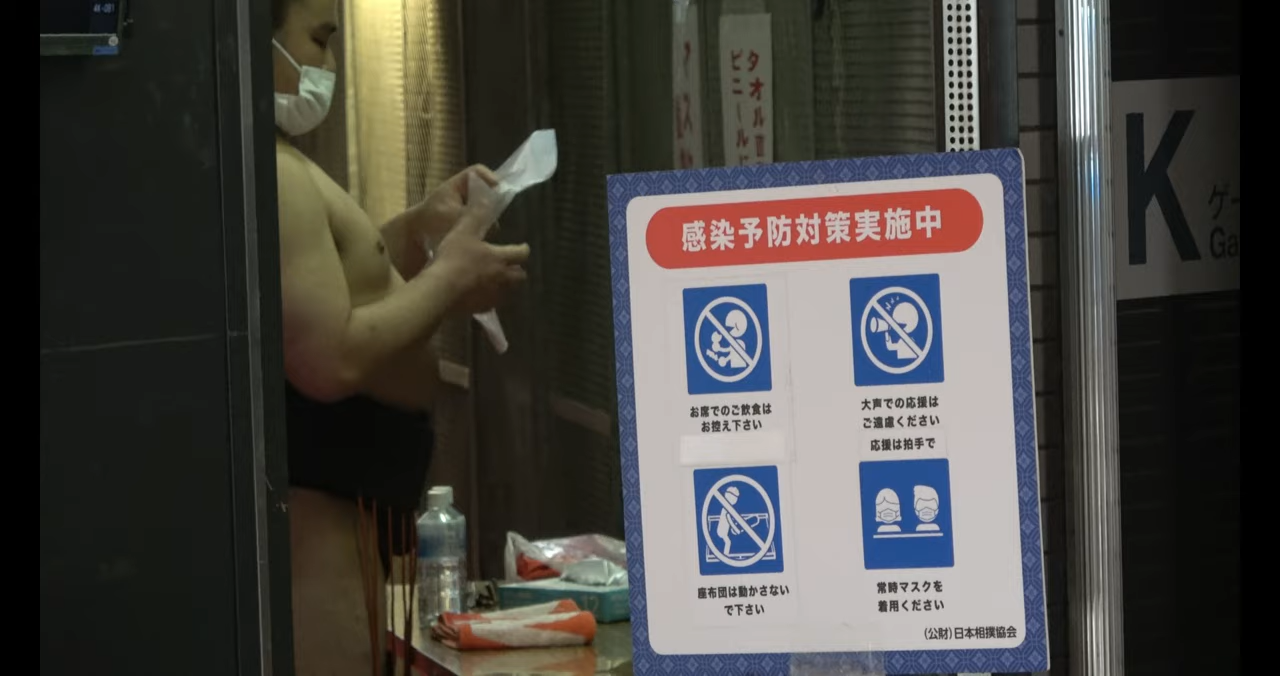 タオル
ビニール
感染予防対策実施中
お席でのご飲食は
お控え下さい
大声での応援は
ご遠慮ください
応援は拍手で
座布団は動かさない
で下さい
常時マスクを
着用ください
(公財)日本相撲協会
K
ゲー
Ga